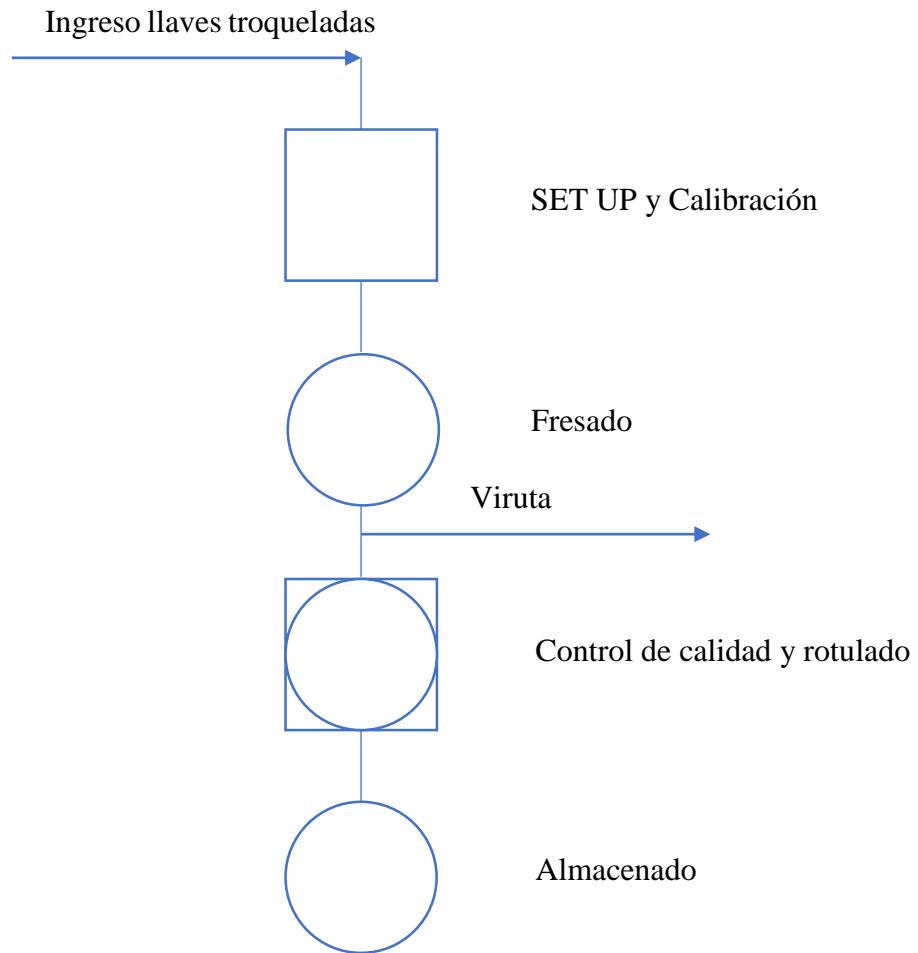 Ingreso llaves troqueladas
SET UP y Calibración
Fresado
Viruta
Control de calidad y rotulado
Almacenado